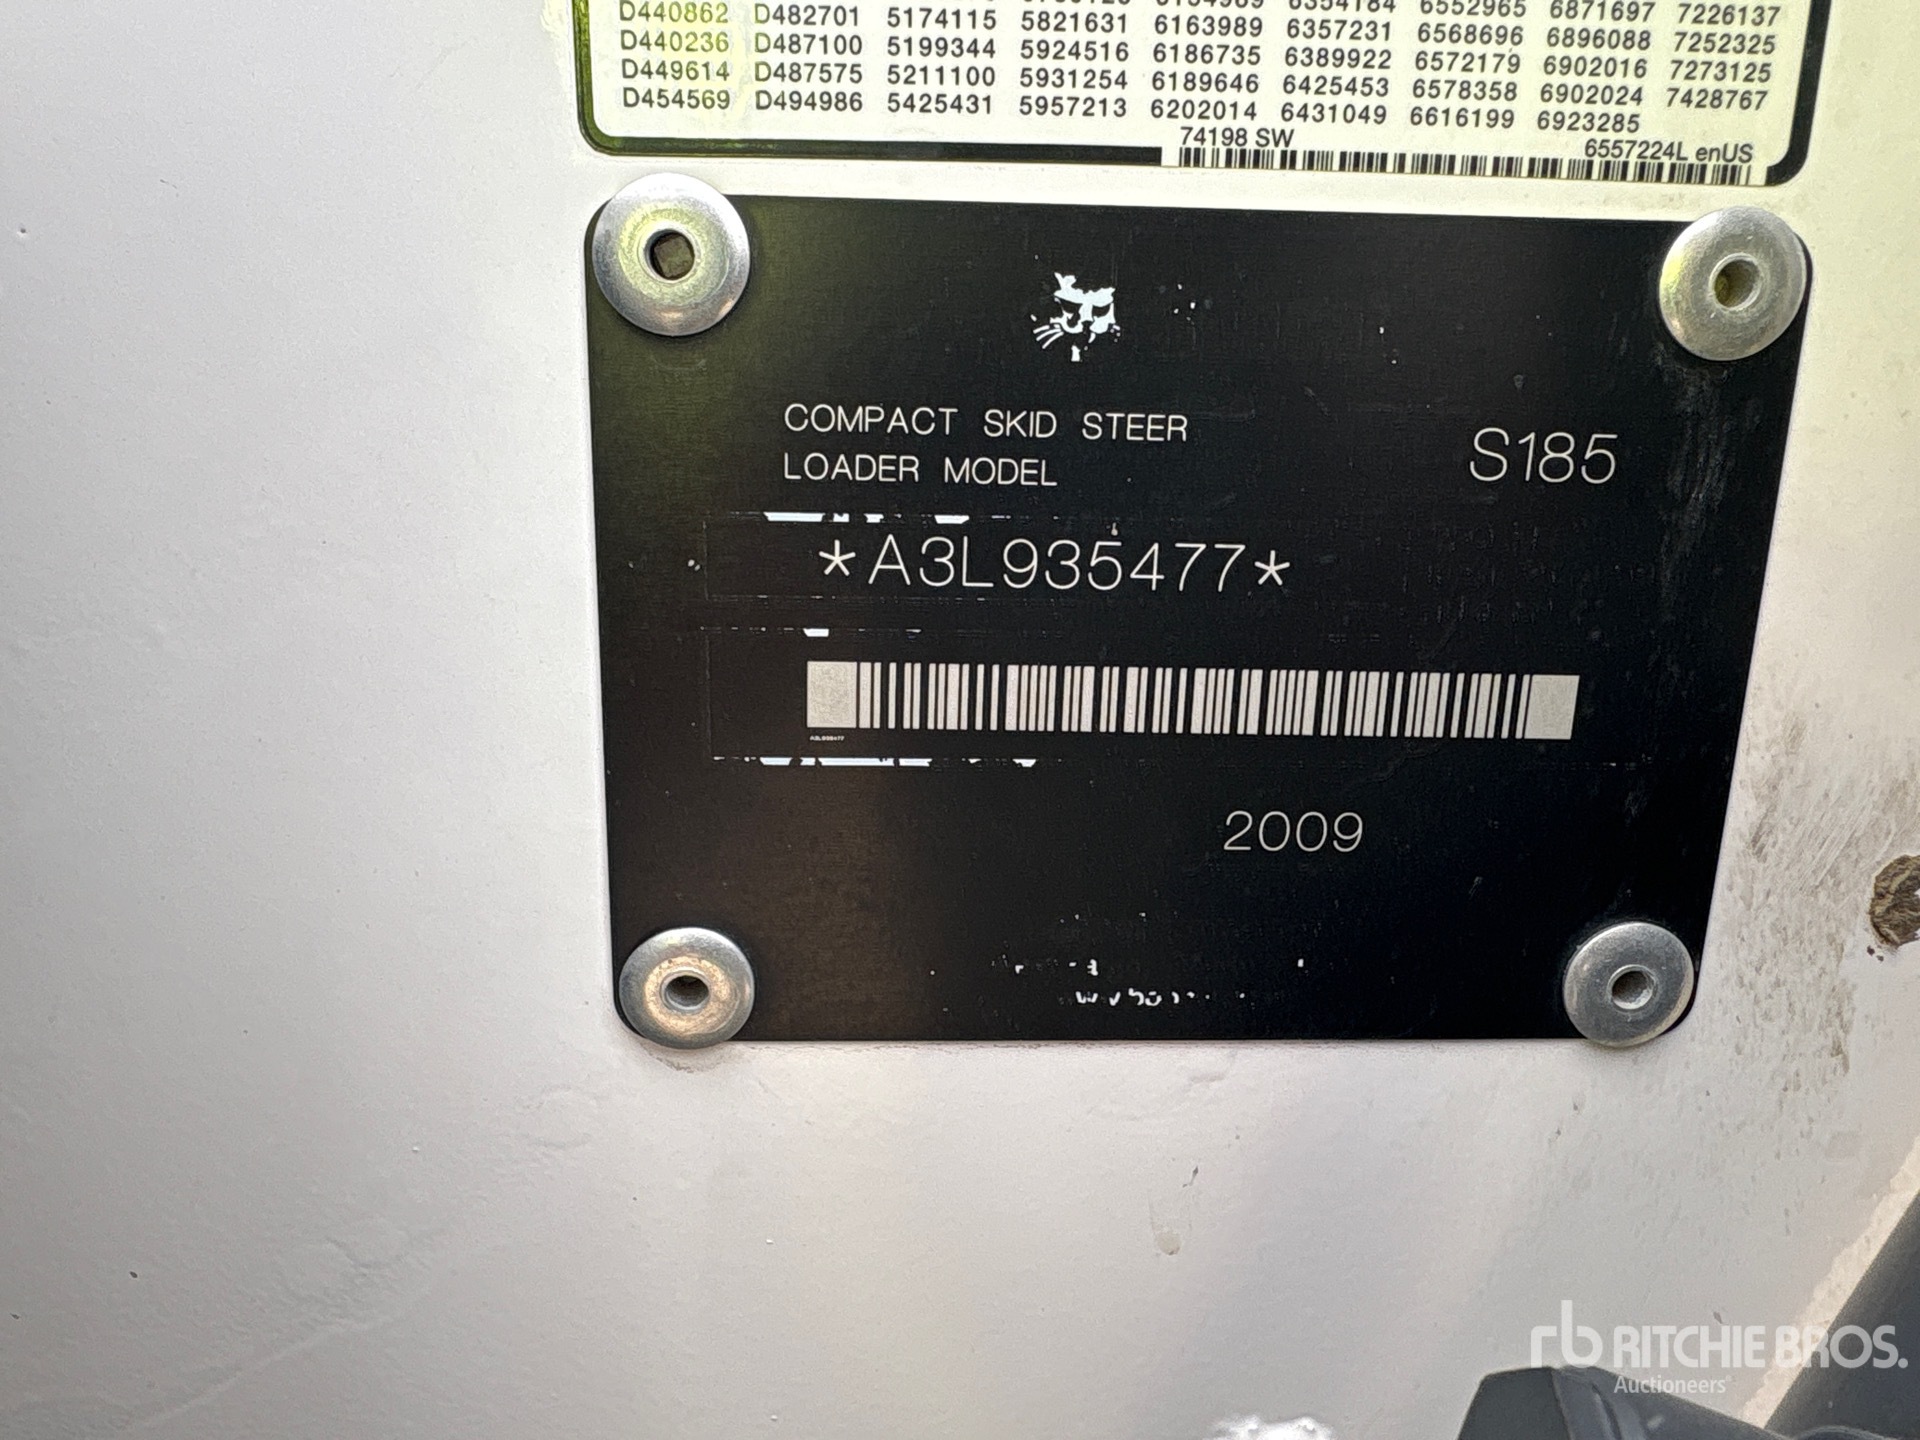 D440862 D482701 5174115 5821631 6163989 6357231 6568696 6871697 7226137
D440236 D487100 5199344 5924516 6186735 6389922 6572179 6896088 7252325
D449614 D487575 5211100 5931254 6189646 6425453 6578358 6902016 7273125
D454569 D494986 5425431 5957213 6202014 6431049 6616199 6902024 7428767
6923285
74198 SW
6557224L enUS
COMPACT SKID STEER
LOADER MODEL
S185
*A3L935477*
A3L935477
2009
rb RITCHIE BROS.
Auctioneers